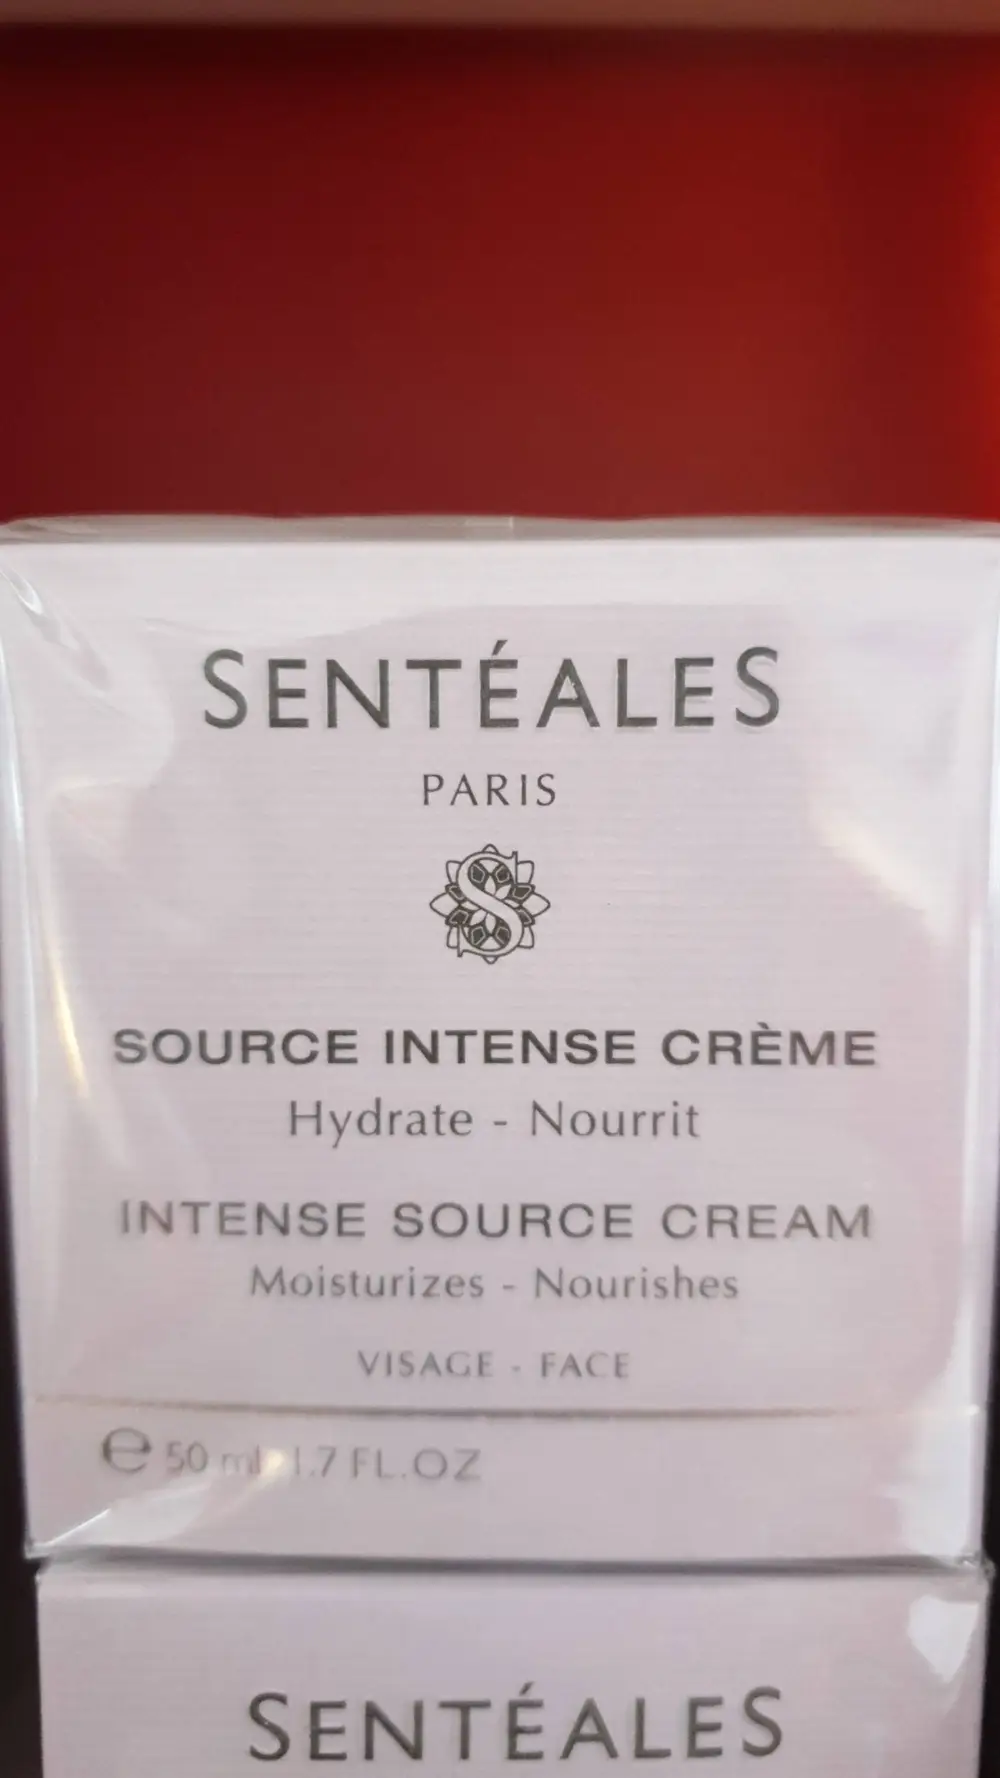 SENTÉALES
PARIS
S
SOURCE INTENSE CRÈME
Hydrate - Nourrit
INTENSE SOURCE CREAM
Moisturizes - Nourishes
VISAGE - FACE
℮ 50 ml 1.7 FL.OZ
SENTÉALES